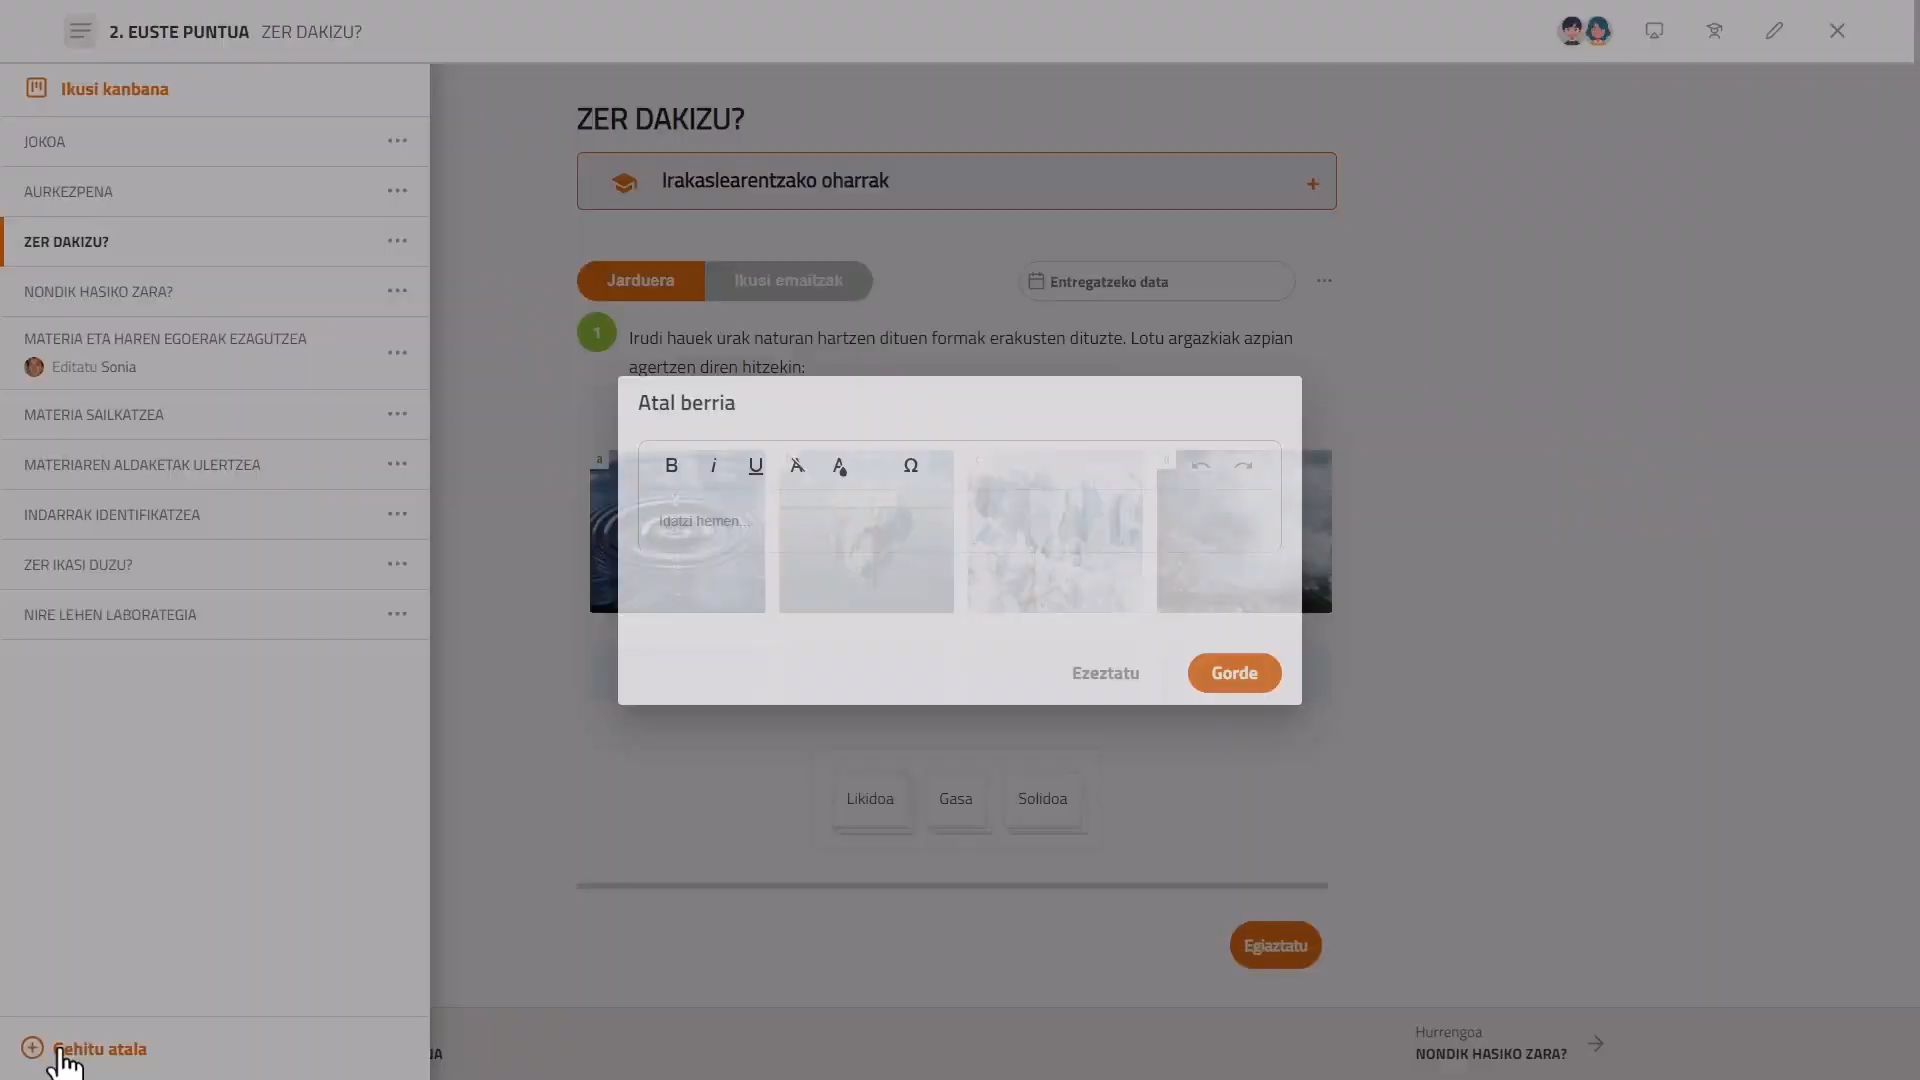 2. EUSTE PUNTUA ZER DAKIZU?
Ikusi kanbana
JOKOA
AURKEZPENA
ZER DAKIZU?
NONDIK HASIKO ZARA?
MATERIA ETA HAREN EGOERAK EZAGUTZEA
Editatu Sonia
MATERIA SAILKATZEA
MATERIAREN ALDAKETAK ULERTZEA
INDARRAK IDENTIFIKATZEA
ZER IKASI DUZU?
NIRE LEHEN LABORATEGIA
Gehitu atala
ZER DAKIZU?
Irakaslearentzako oharrak
Jarduera Ikusi emaitzak Entregatzeko data
1 Irudi hauek urak naturan hartzen dituen formak erakusten dituzte. Lotu argazkiak azpian
agertzen diren hitzekin:
Atal berria
a
B i U A A Ω
Idatzi hemen...
Ezeztatu Gorde
Likidoa Gasa Solidoa
Egiaztatu
Hurrengoa
NONDIK HASIKO ZARA?